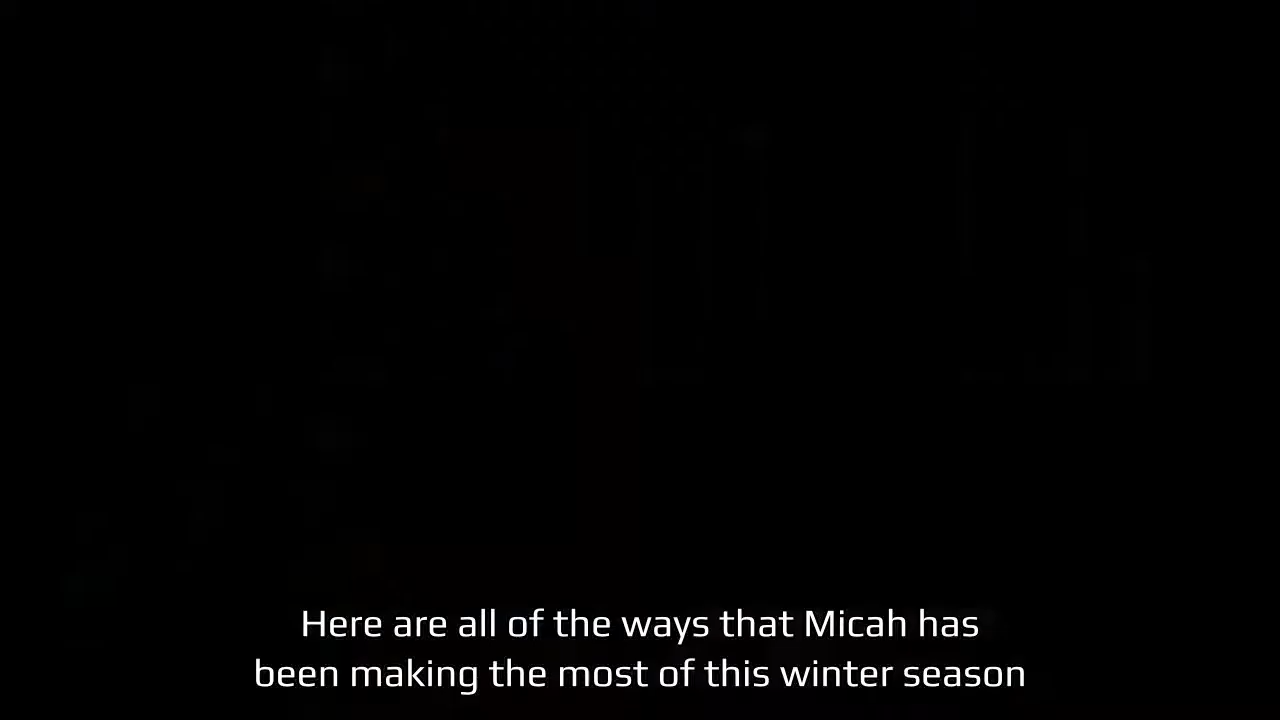 Here are all of the ways that Micah has
been making the most of this winter season